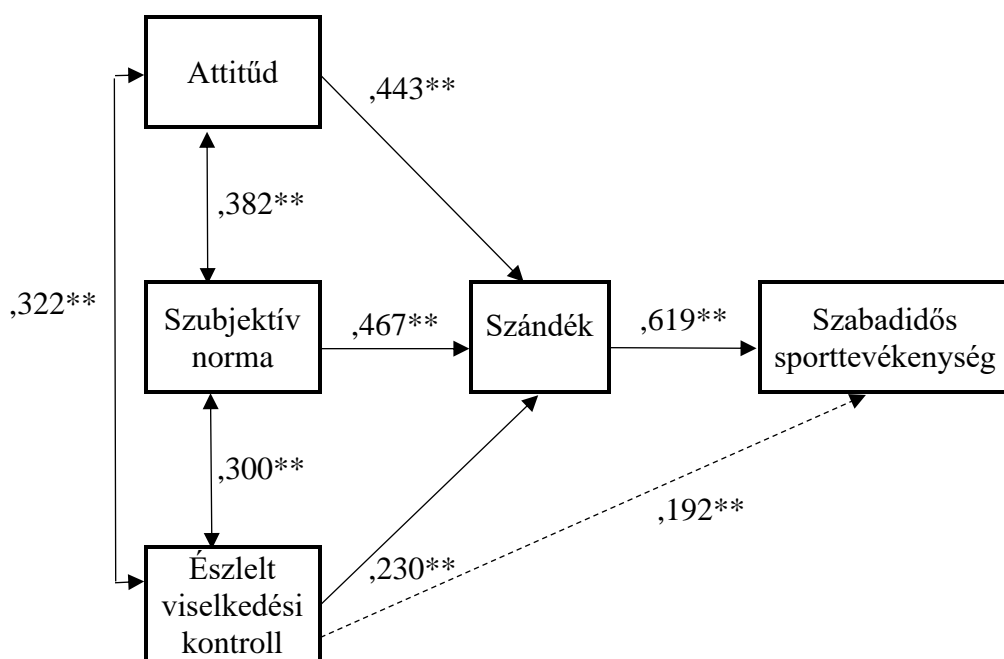 Attitűd
,443**
,382**
,322**
Szubjektív
norma
,467**
Szándék
,619**
Szabadidős
sporttevékenység
,300**
,192**
,230**
Észlelt
viselkedési
kontroll